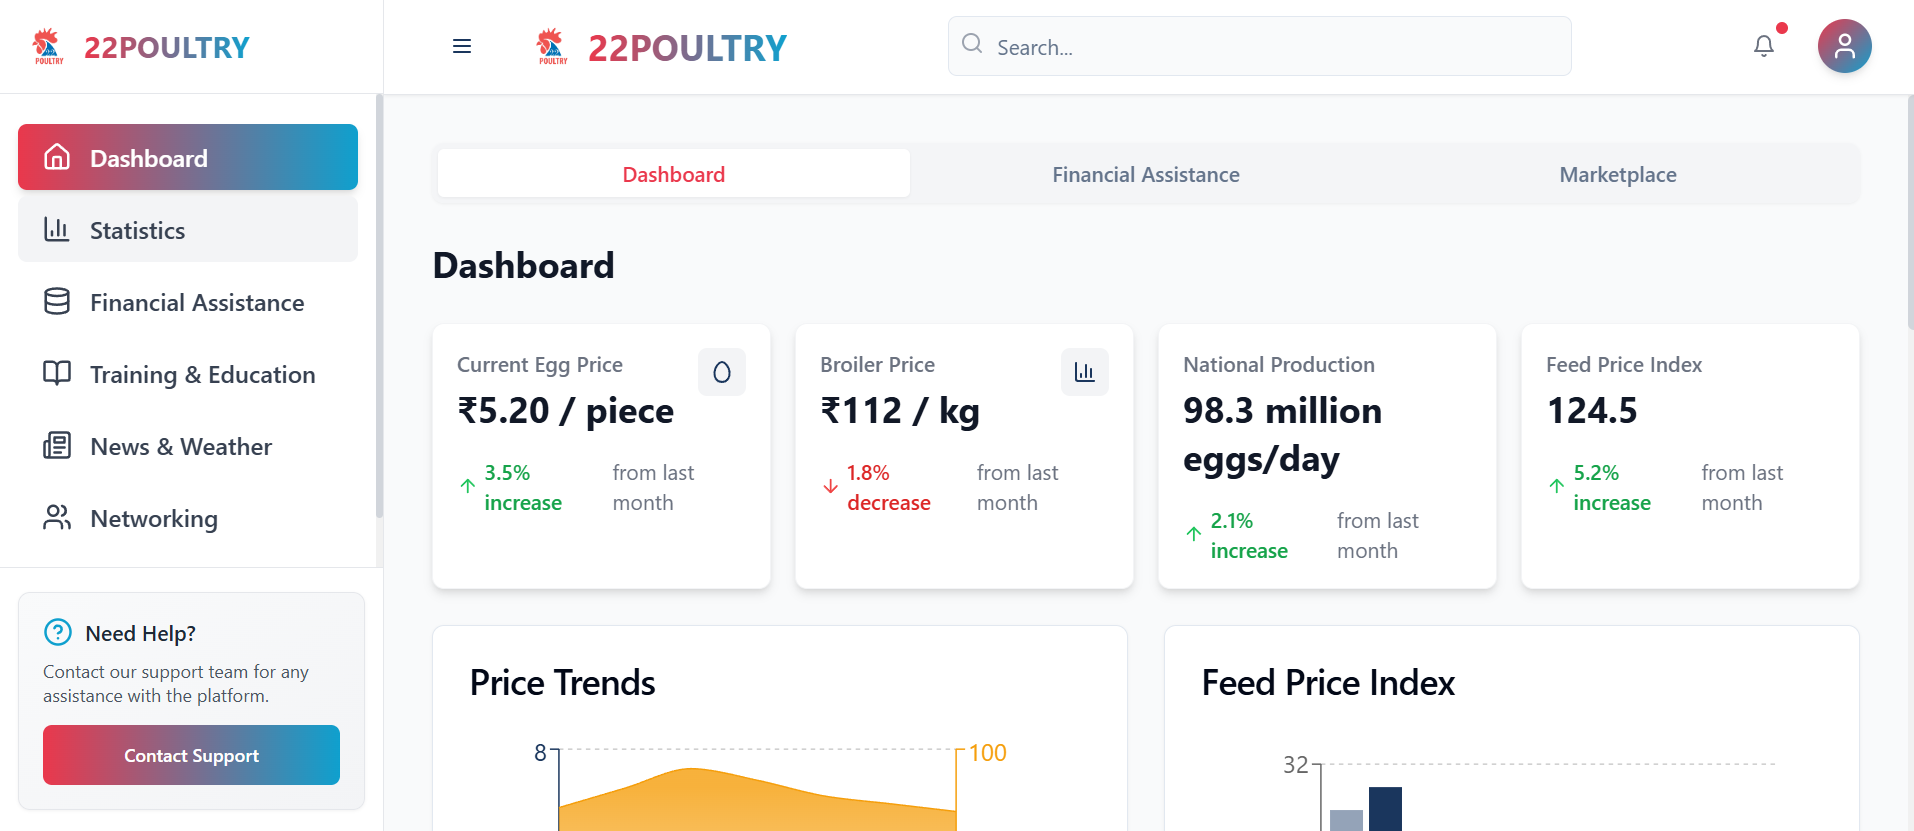 POULTRY
22POULTRY
POULTRY
22POULTRY
Search...
Dashboard
Statistics
Financial Assistance
Training & Education
News & Weather
Networking
Need Help?
Contact our support team for any
assistance with the platform.
Contact Support
Dashboard
Financial Assistance
Marketplace
Dashboard
Current Egg Price
₹5.20 / piece
3.5%
increase
from last
month
Broiler Price
₹112 / kg
1.8%
decrease
from last
month
National Production
98.3 million
eggs/day
2.1%
increase
from last
month
Feed Price Index
124.5
5.2%
increase
from last
month
Price Trends
8
100
Feed Price Index
32